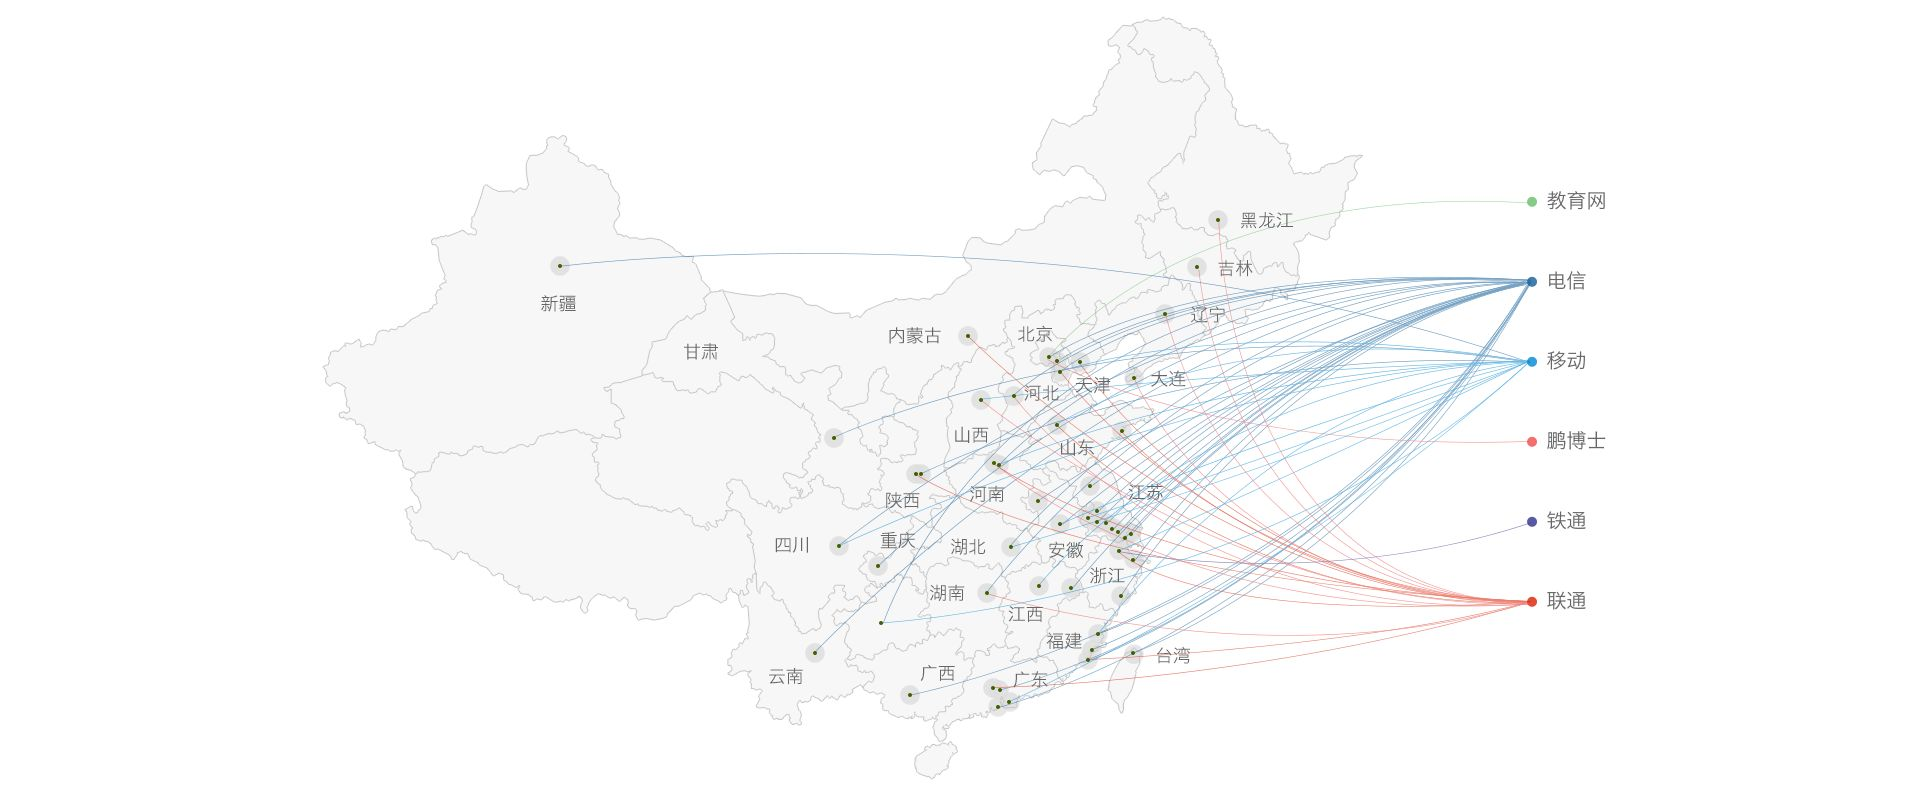 教育网
黑龙江
吉林
电信
新疆
辽宁
北京
内蒙古
甘肃
移动
大连
天津
河北
山西
鹏博士
山东
江苏
河南
陕西
铁通
重庆
四川
湖北
安徽
浙江
湖南
联通
江西
福建
台湾
广西
云南
广东